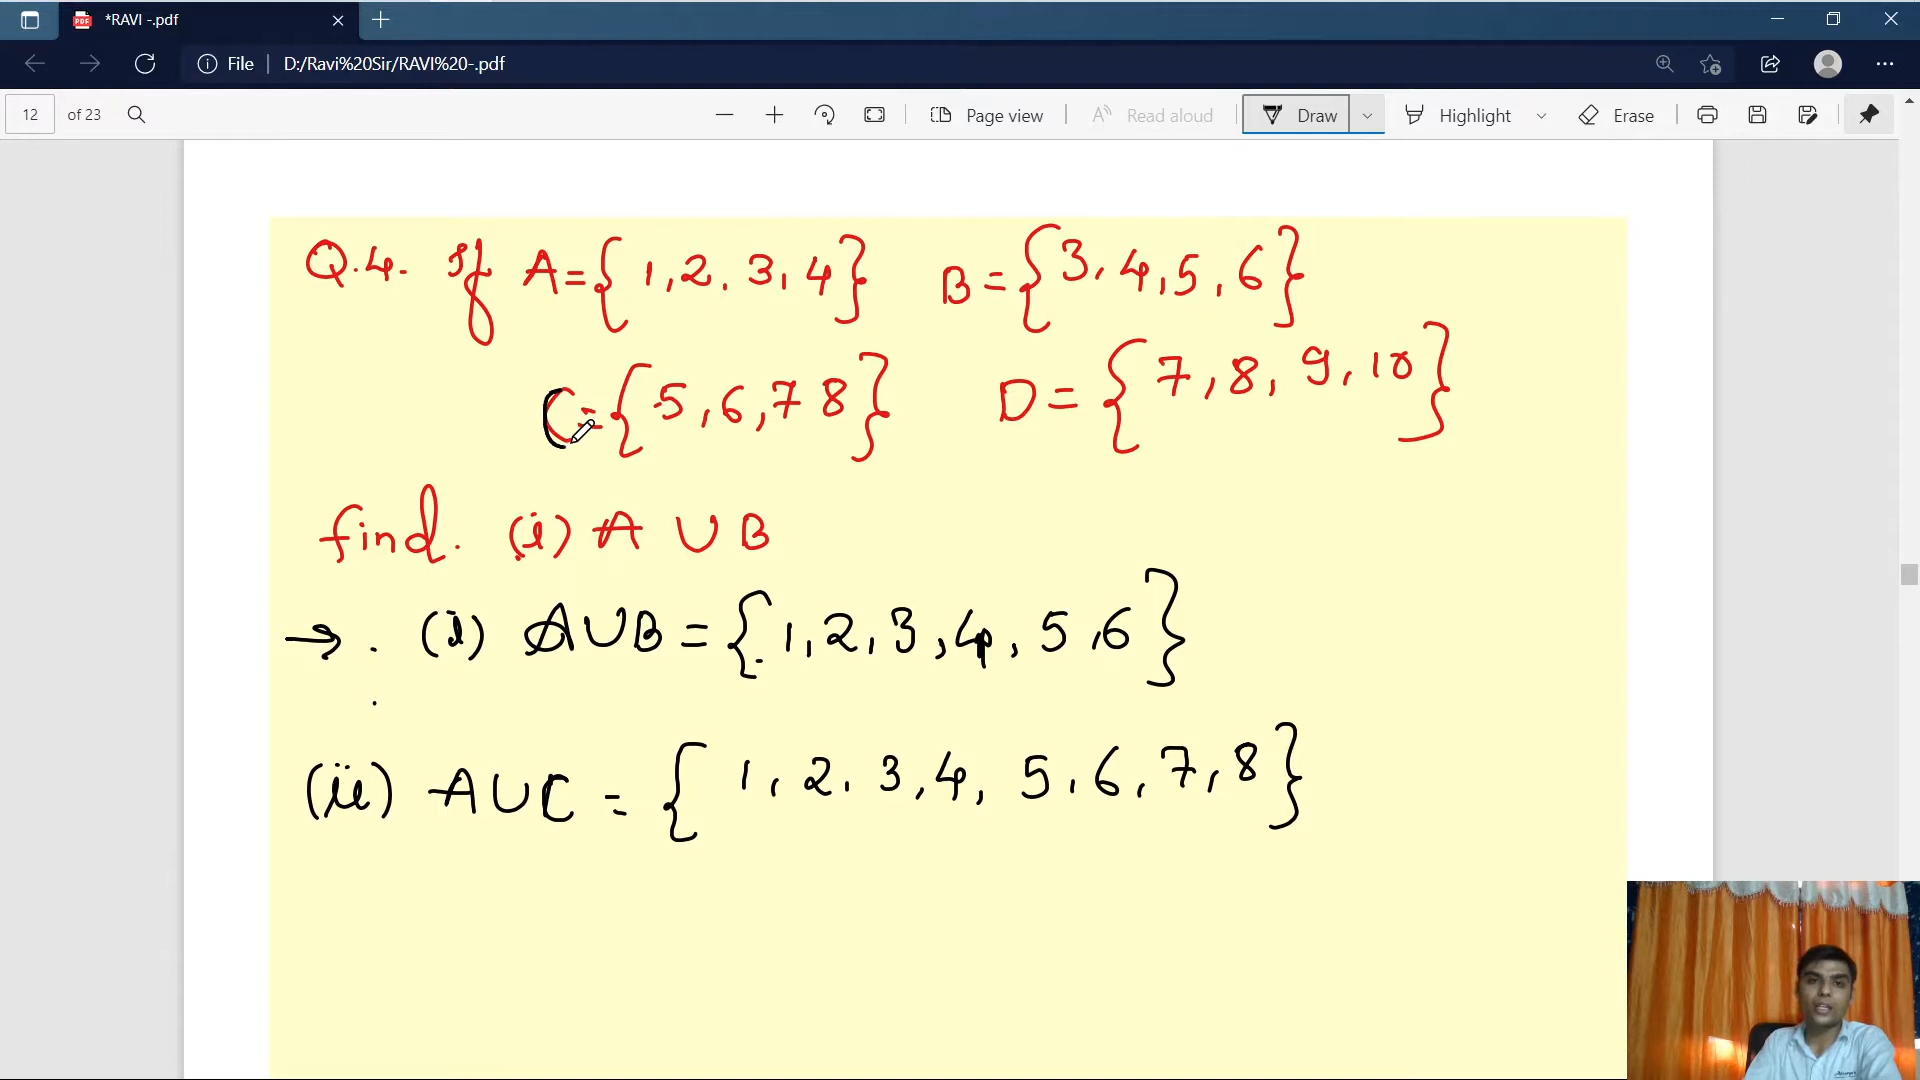 *RAVI -.pdf
File D:/Ravi%20Sir/RAVI%20-.pdf
12 of 23 Page view Read aloud Draw Highlight Erase
Q.4. If A={1,2,3,4} B={3,4,5,6}
C={5,6,7 8} D={7,8,9,10}
find. (i) A ∪ B
→. (i) A∪B={1,2,3,4,5,6}
(ii) A∪C={1,2,3,4,5,6,7,8}